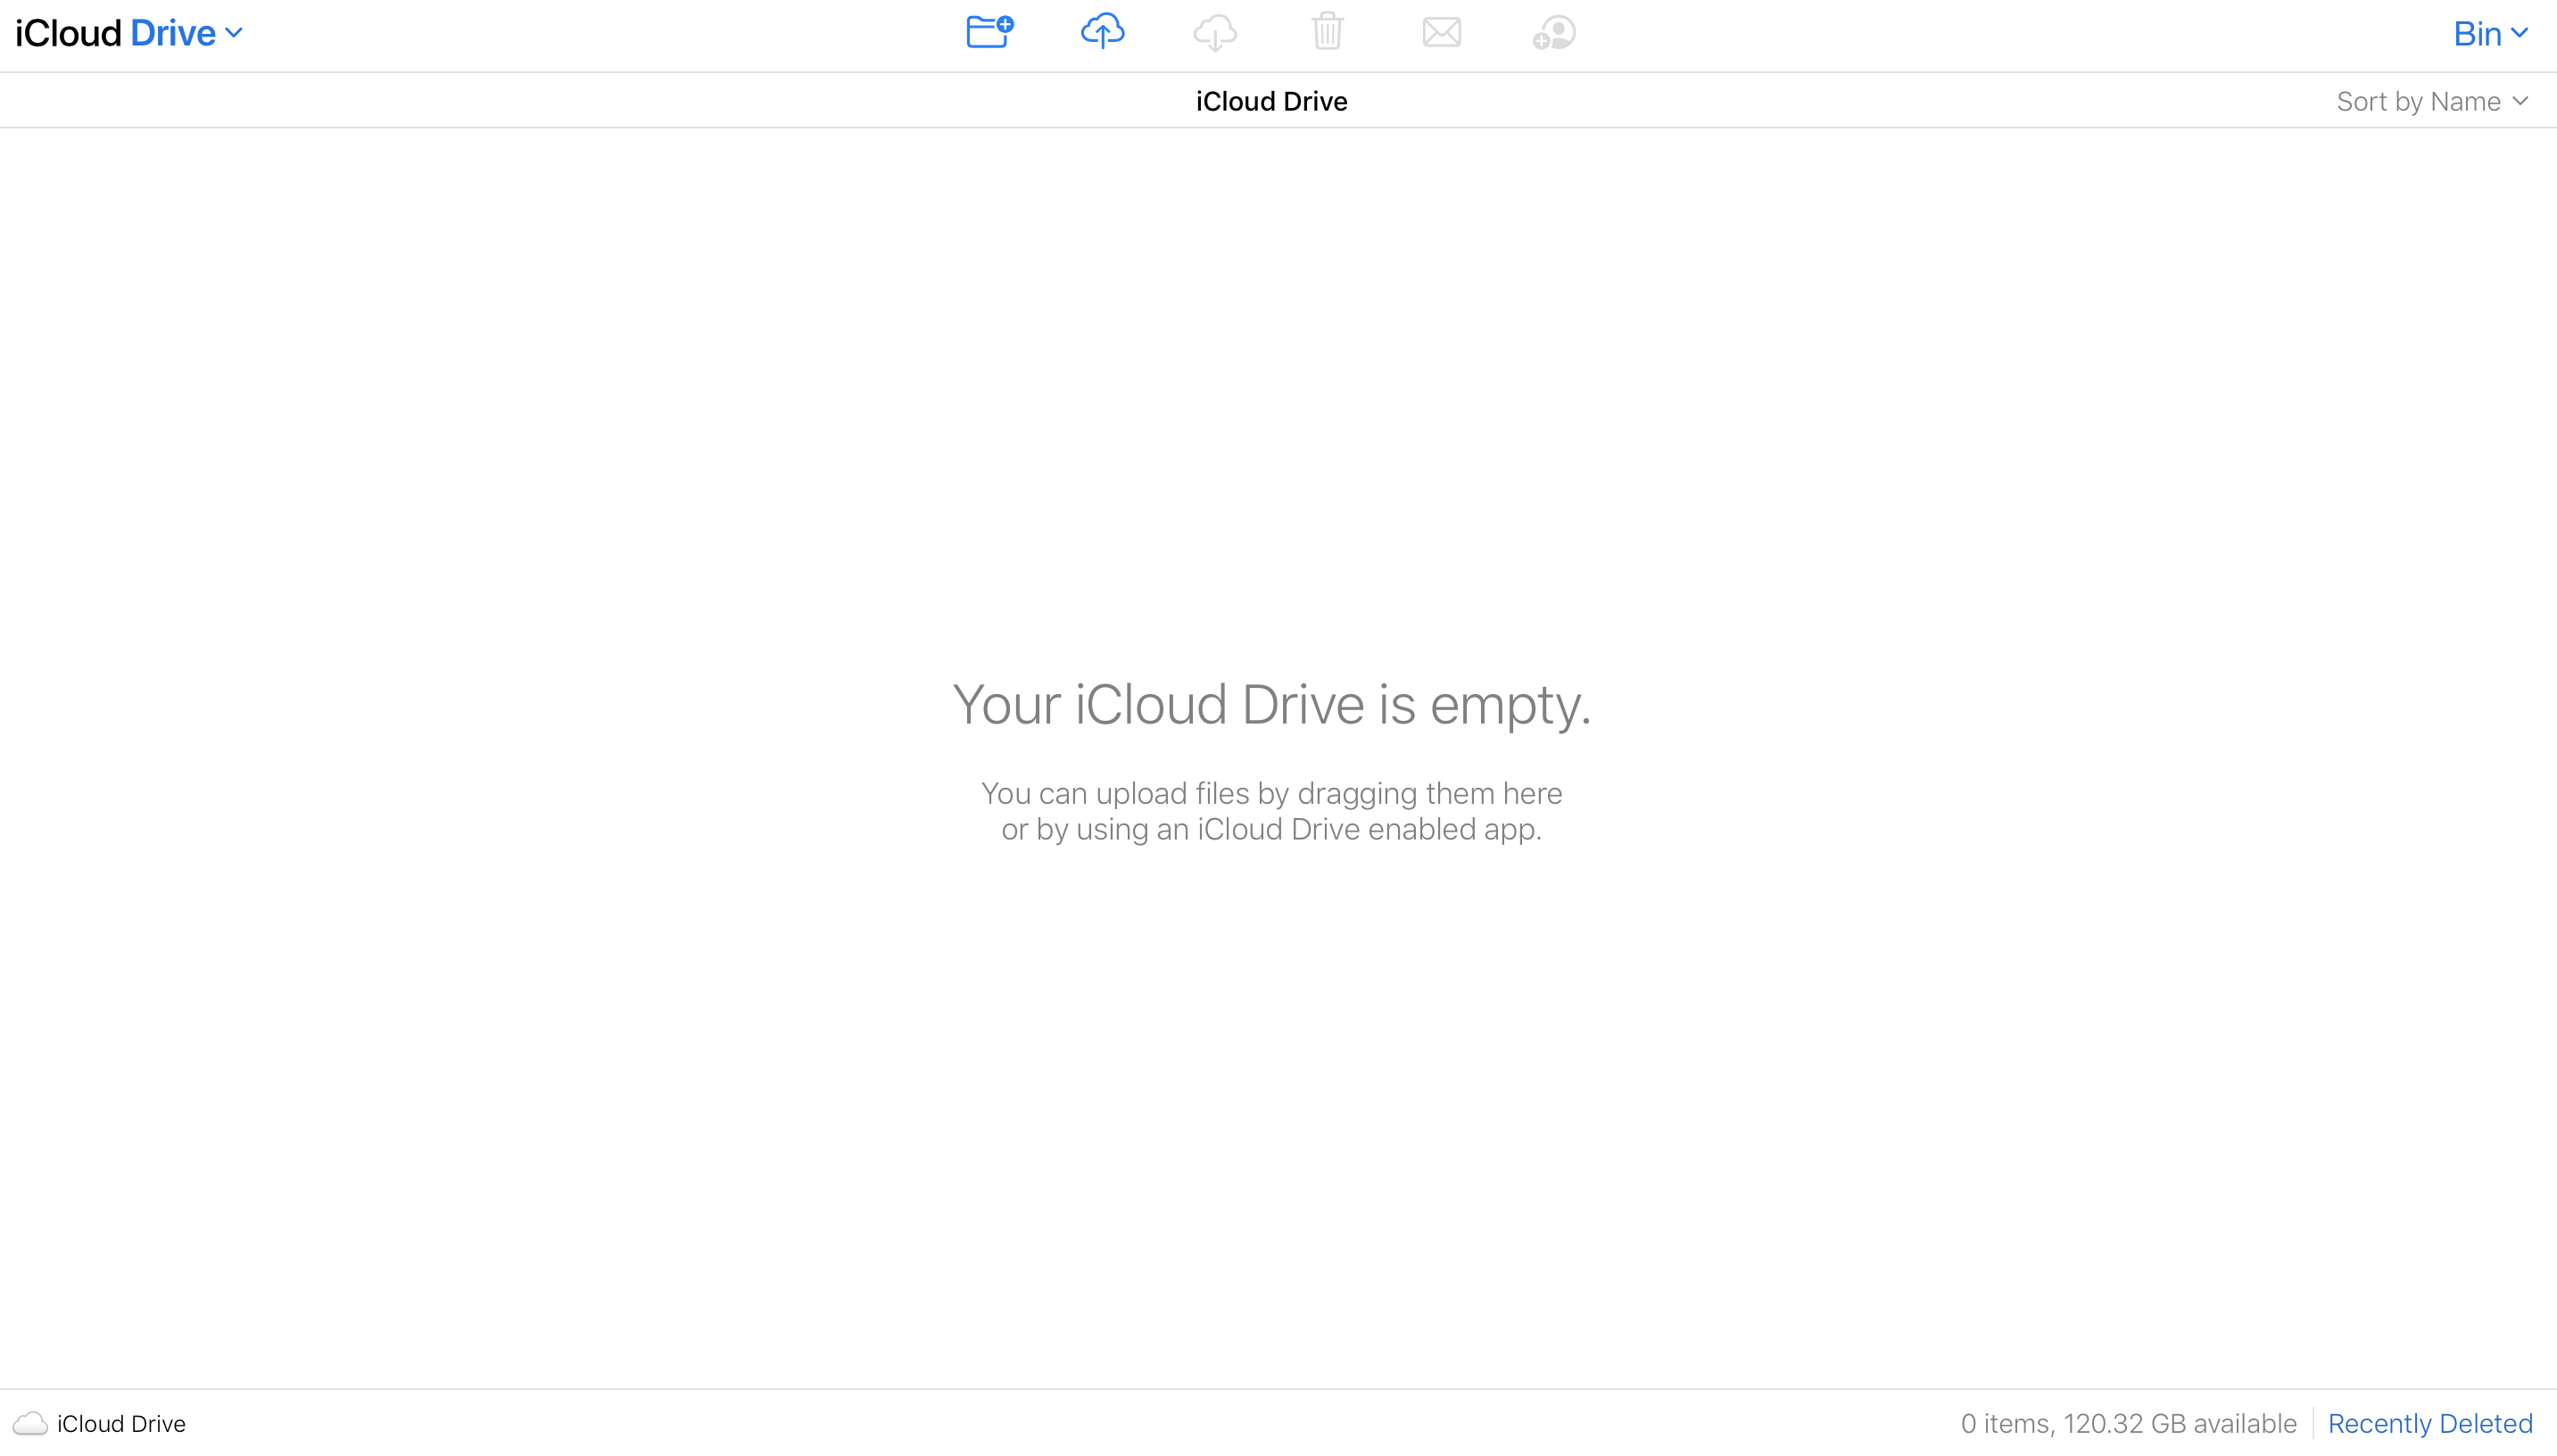 iCloud Drive
Bin
iCloud Drive
Sort by Name
Your iCloud Drive is empty.
You can upload files by dragging them here
or by using an iCloud Drive enabled app.
iCloud Drive
0 items, 120.32 GB available
Recently Deleted